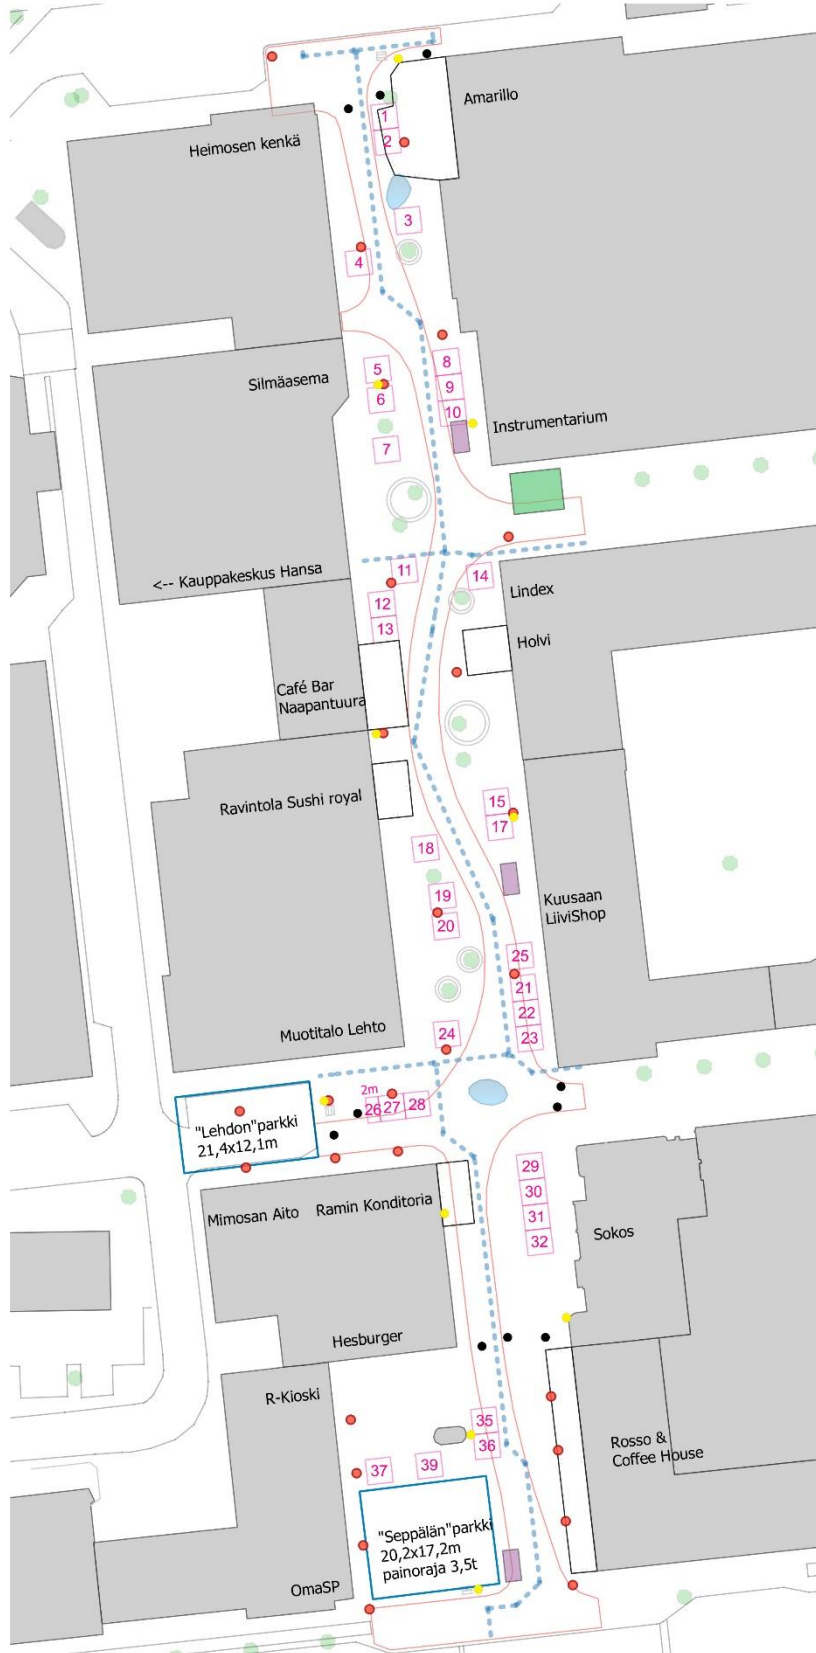 Amarillo
1
Heimosen kenkä
2
3
4
8
5
Silmäasema
9
6
10
Instrumentarium
7
<-- Kauppakeskus Hansa
11
14
Lindex
12
13
Holvi
Café Bar
Naapantuura
Ravintola Sushi royal
15
17
18
19
20
Kuusaan
LiiviShop
25
21
22
23
Muotitalo Lehto
24
2m
26
27
28
"Lehdon"parkki
21,4x12,1m
29
30
31
32
Mimosan Aito
Ramin Konditoria
Sokos
Hesburger
R-Kioski
35
36
Rosso &
Coffee House
37
39
"Seppälän"parkki
20,2x17,2m
painoraja 3,5t
OmaSP